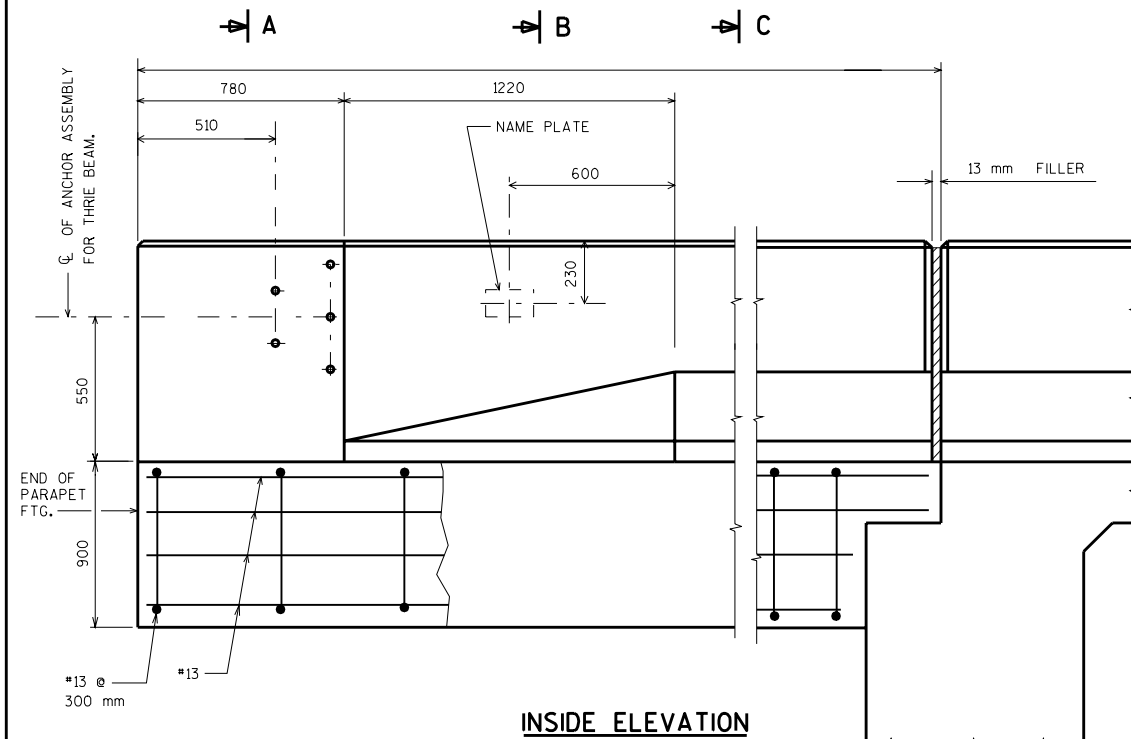 A
B
C
780
1220
510
NAME PLATE
600
13 mm FILLER
℄ OF ANCHOR ASSEMBLY
FOR THRIE BEAM.
230
550
END OF
PARAPET
FTG.
900
#13 @
300 mm
#13
INSIDE ELEVATION